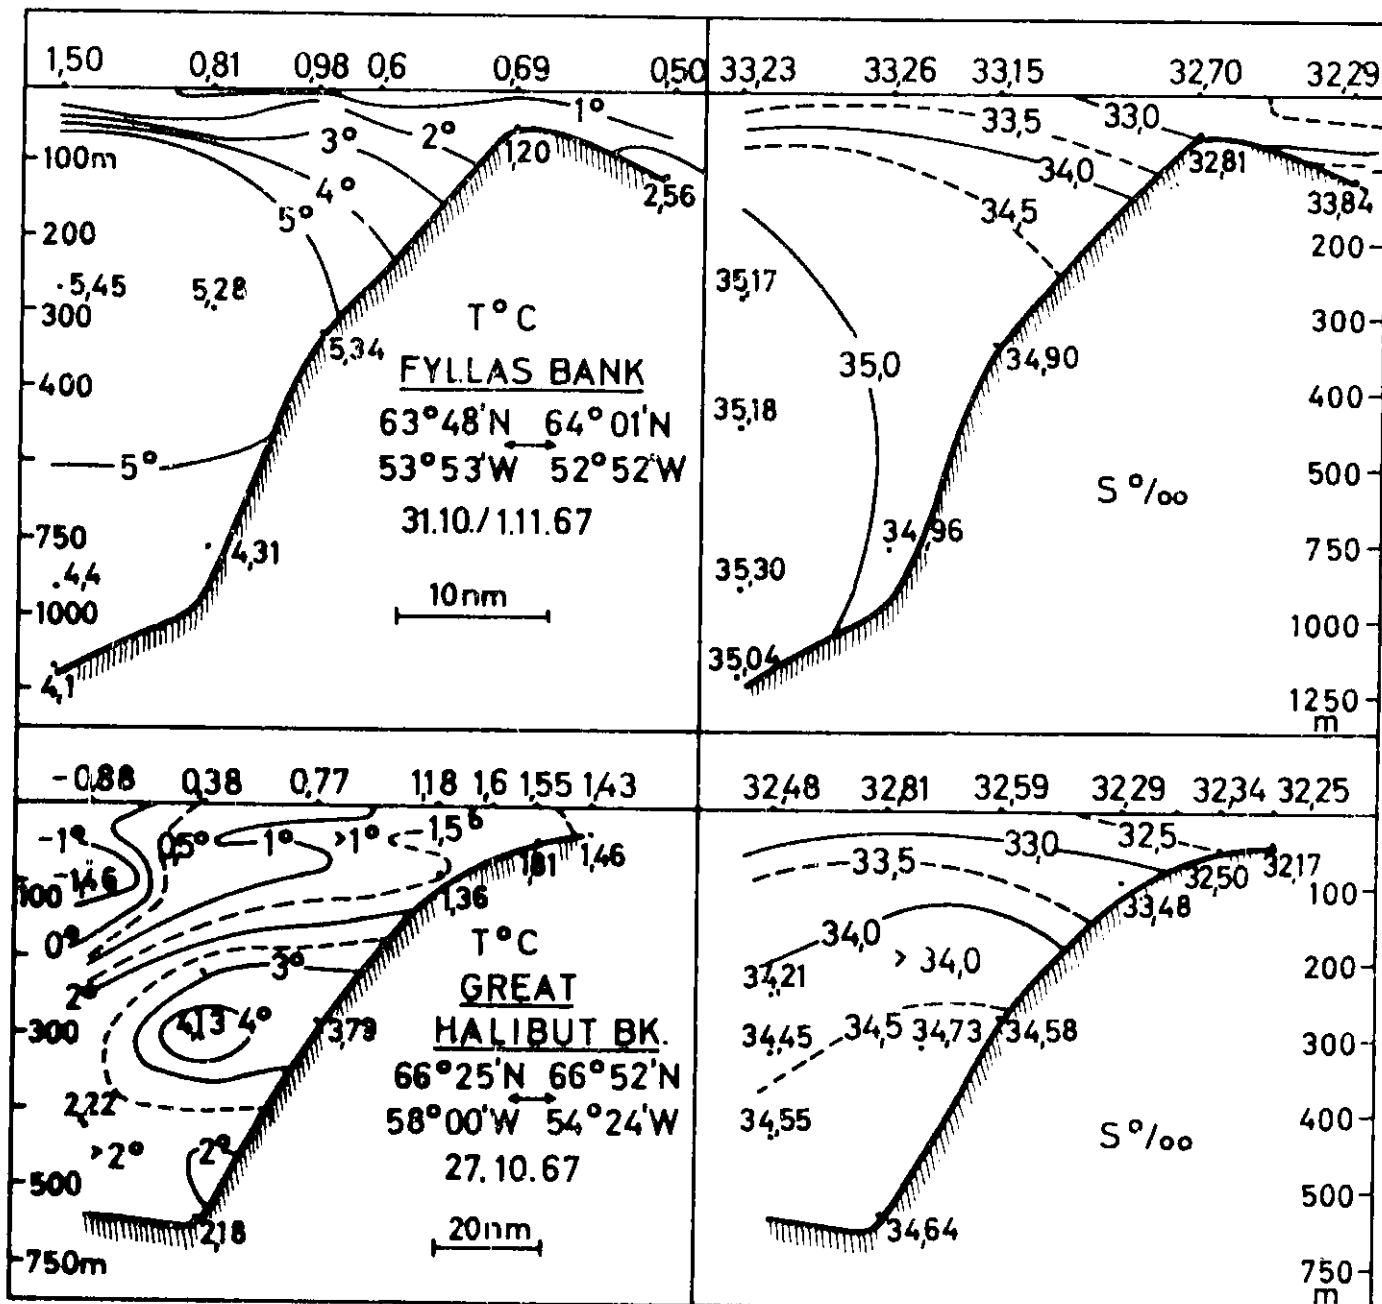 1,50 0,81 0,98 0,6 0,69 0,50
1°
2°
3°
1,20
100m
4°
2,56
5°
200
5,45 5,28
300
T°C
5,34
FYLLAS BANK
400
63°48'N 64°01'N
5°
53°53'W 52°52'W
31.10./1.11.67
750
4,31
4,4
10nm
1000
4,1
33,23 33,26 33,15 32,70 32,29
33,5 33,0
32,81
34,0
33,84
34,5
200
35,17
300
35,0 34,90
400
35,18
500
S °/oo
34,96
750
35,30
1000
35,04
1250
m
-0,88 0,38 0,77 1,18 1,6 1,55 1,43
-1° 0,5° 1° >1° -1,5°
1,81 1,46
-1,46
100
1,36
0°
T°C
3°
2°
GREAT
4,13 4°
300
3,79
HALIBUT BK.
66°25'N 66°52'N
58°00'W 54°24'W
2,22
>2° 2°
27.10.67
500
2,18
20nm
750m
32,48 32,81 32,59 32,29 32,34 32,25
33,0 32,5
33,5
32,50 32,17
33,48
100
34,0
> 34,0
34,21
200
34,45 34,5 34,73 34,58
300
34,55
400
S °/oo
500
34,64
750
m